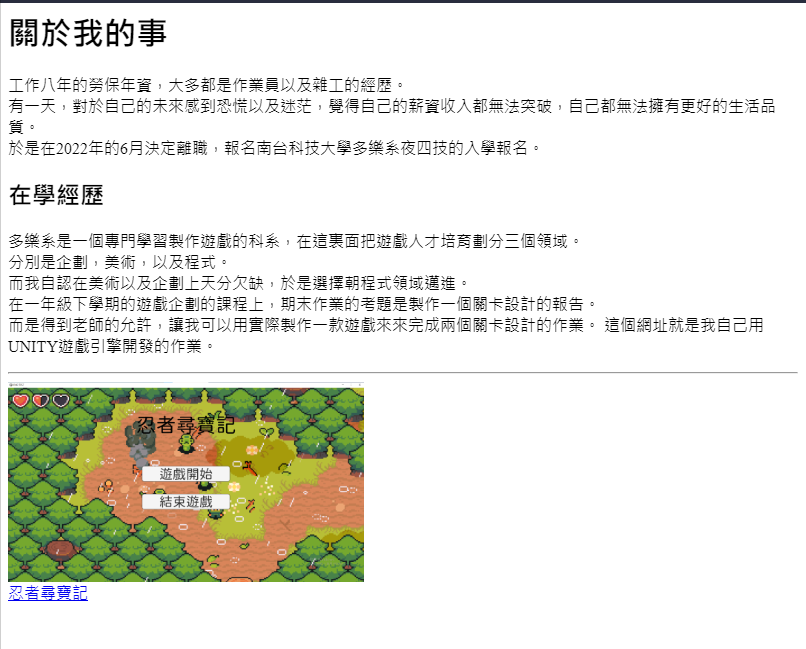 關於我的事
工作八年的勞保年資，大多都是作業員以及雜工的經歷。
有一天，對於自己的未來感到恐慌以及迷茫，覺得自己的薪資收入都無法突破，自己都無法擁有更好的生活品
質。
於是在2022年的6月決定離職，報名南台科技大學多樂系夜四技的入學報名。
在學經歷
多樂系是一個專門學習製作遊戲的科系，在這裏面把遊戲人才培育劃分三個領域。
分別是企劃，美術，以及程式。
而我自認在美術以及企劃上天分欠缺，於是選擇朝程式領域邁進。
在一年級下學期的遊戲企劃的課程上，期末作業的考題是製作一個關卡設計的報告。
而是得到老師的允許，讓我可以用實際製作一款遊戲來來完成兩個關卡設計的作業。 這個網址就是我自己用
UNITY遊戲引擎開發的作業。
忍者尋寶記
遊戲開始
結束遊戲
忍者尋寶記